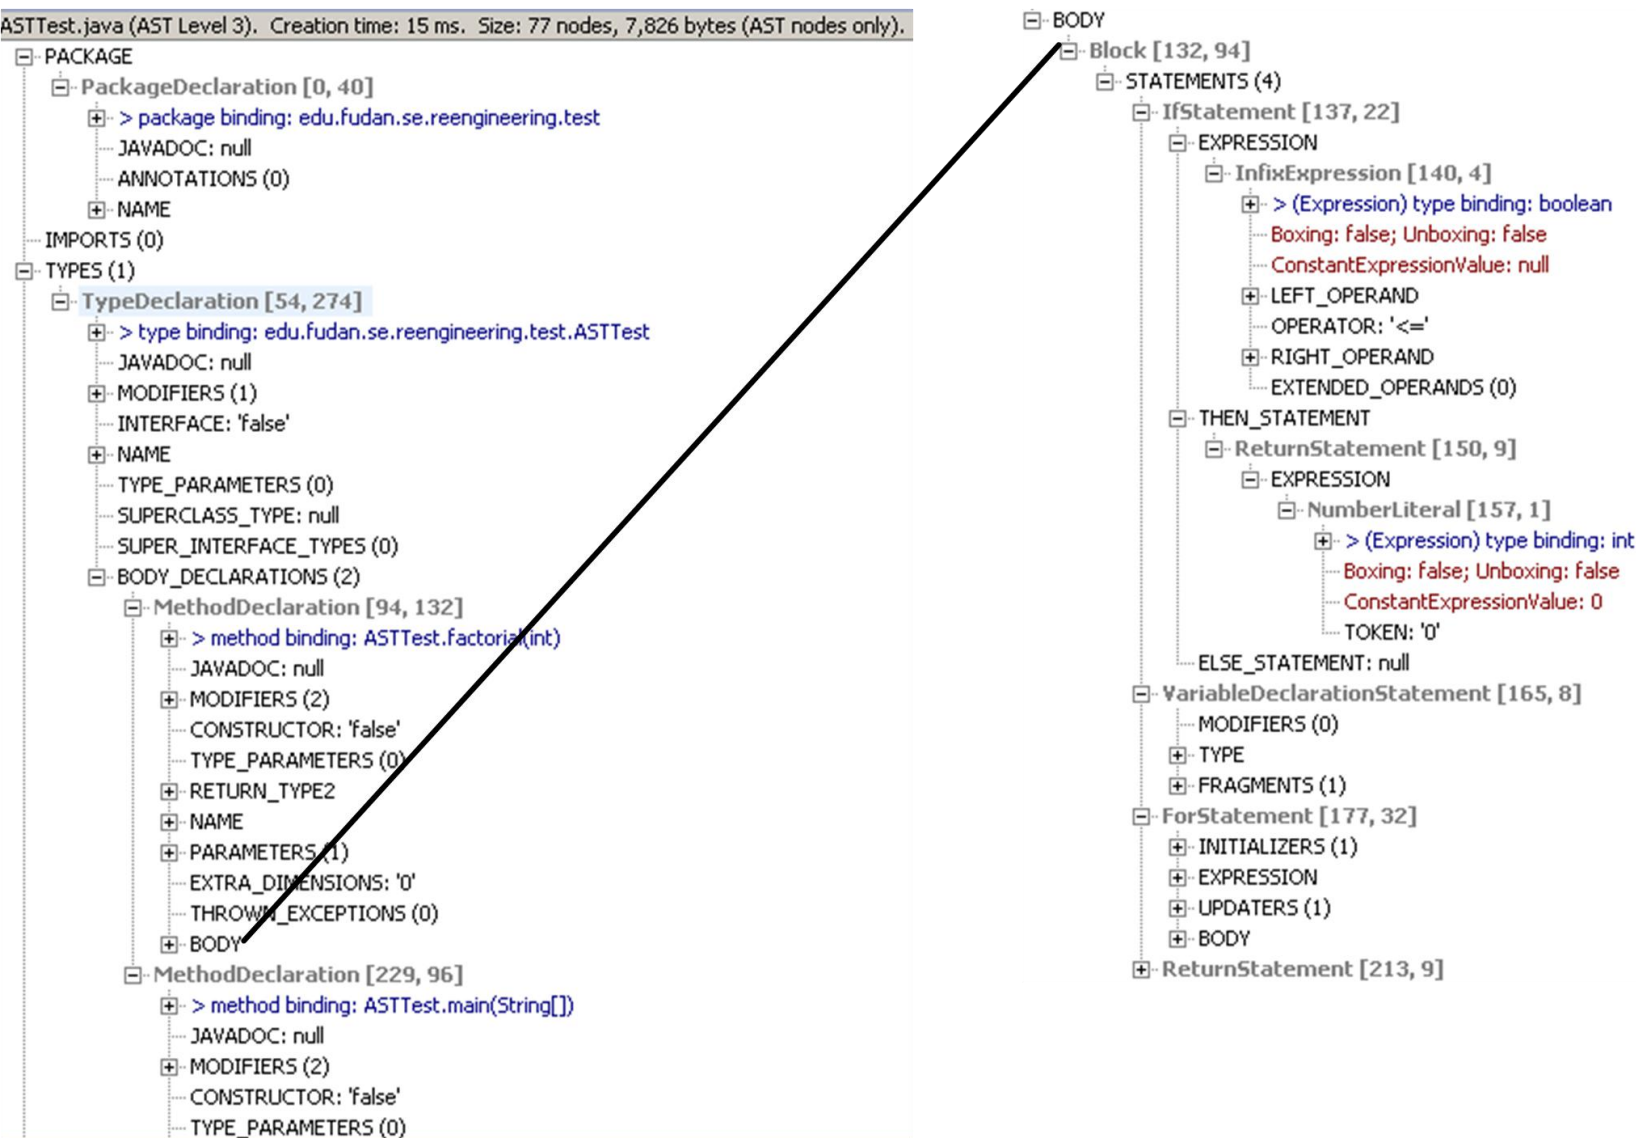 ASTTest.java (AST Level 3).  Creation time: 15 ms.  Size: 77 nodes, 7,826 bytes (AST nodes only).
PACKAGE
PackageDeclaration [0, 40]
> package binding: edu.fudan.se.reengineering.test
JAVADOC: null
ANNOTATIONS (0)
NAME
IMPORTS (0)
TYPES (1)
TypeDeclaration [54, 274]
> type binding: edu.fudan.se.reengineering.test.ASTTest
JAVADOC: null
MODIFIERS (1)
INTERFACE: 'false'
NAME
TYPE_PARAMETERS (0)
SUPERCLASS_TYPE: null
SUPER_INTERFACE_TYPES (0)
BODY_DECLARATIONS (2)
MethodDeclaration [94, 132]
> method binding: ASTTest.factorial(int)
JAVADOC: null
MODIFIERS (2)
CONSTRUCTOR: 'false'
TYPE_PARAMETERS (0)
RETURN_TYPE2
NAME
PARAMETERS (1)
EXTRA_DIMENSIONS: '0'
THROWN_EXCEPTIONS (0)
BODY
MethodDeclaration [229, 96]
> method binding: ASTTest.main(String[])
JAVADOC: null
MODIFIERS (2)
CONSTRUCTOR: 'false'
TYPE_PARAMETERS (0)
BODY
Block [132, 94]
STATEMENTS (4)
IfStatement [137, 22]
EXPRESSION
InfixExpression [140, 4]
> (Expression) type binding: boolean
Boxing: false; Unboxing: false
ConstantExpressionValue: null
LEFT_OPERAND
OPERATOR: '<='
RIGHT_OPERAND
EXTENDED_OPERANDS (0)
THEN_STATEMENT
ReturnStatement [150, 9]
EXPRESSION
NumberLiteral [157, 1]
> (Expression) type binding: int
Boxing: false; Unboxing: false
ConstantExpressionValue: 0
TOKEN: '0'
ELSE_STATEMENT: null
VariableDeclarationStatement [165, 8]
MODIFIERS (0)
TYPE
FRAGMENTS (1)
ForStatement [177, 32]
INITIALIZERS (1)
EXPRESSION
UPDATERS (1)
BODY
ReturnStatement [213, 9]